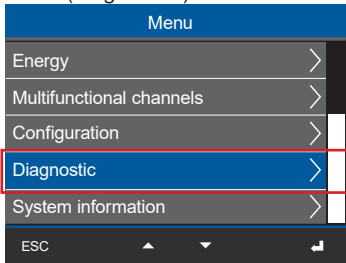 Menu
Energy
Multifunctional channels
Configuration
Diagnostic
System information
ESC